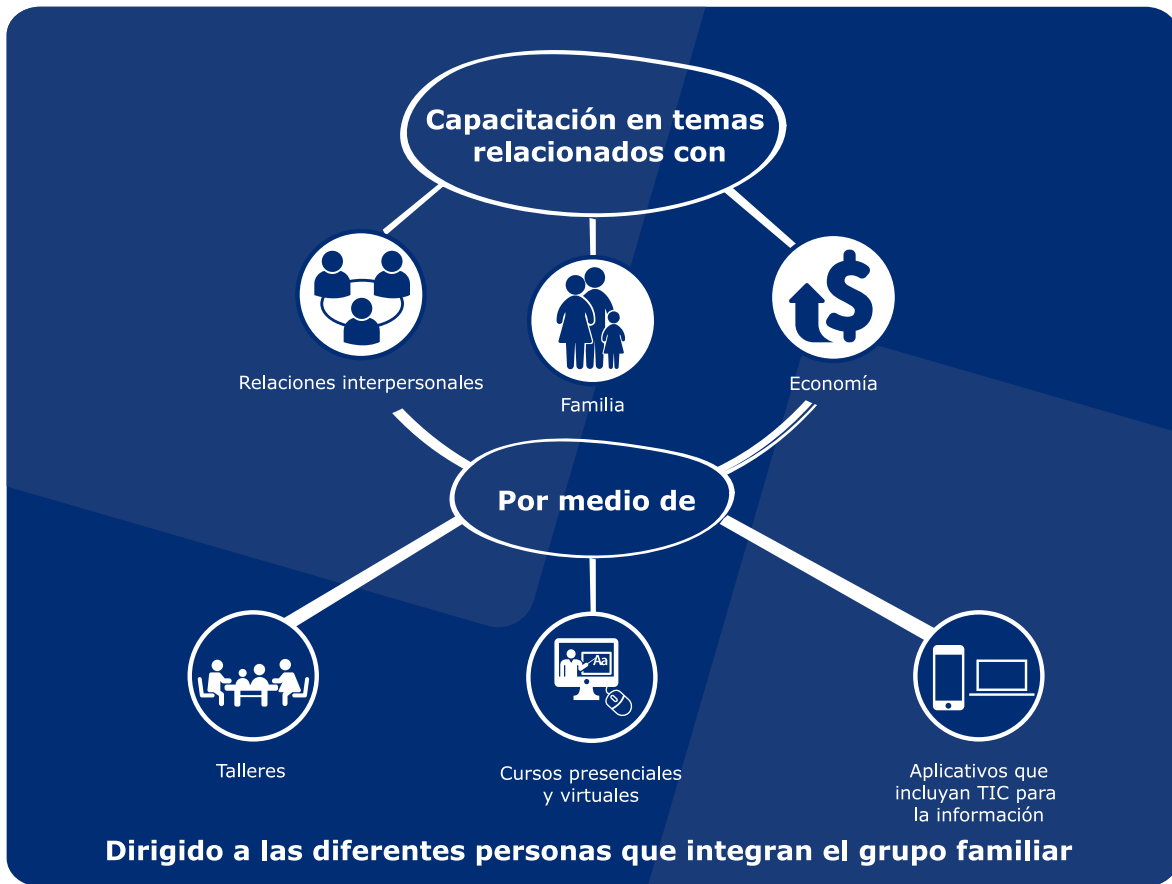 Capacitación en temas
relacionados con
Relaciones interpersonales
Familia
Economía
Por medio de
Aa
Talleres
Cursos presenciales
y virtuales
Aplicativos que
incluyan TIC para
la información
Dirigido a las diferentes personas que integran el grupo familiar